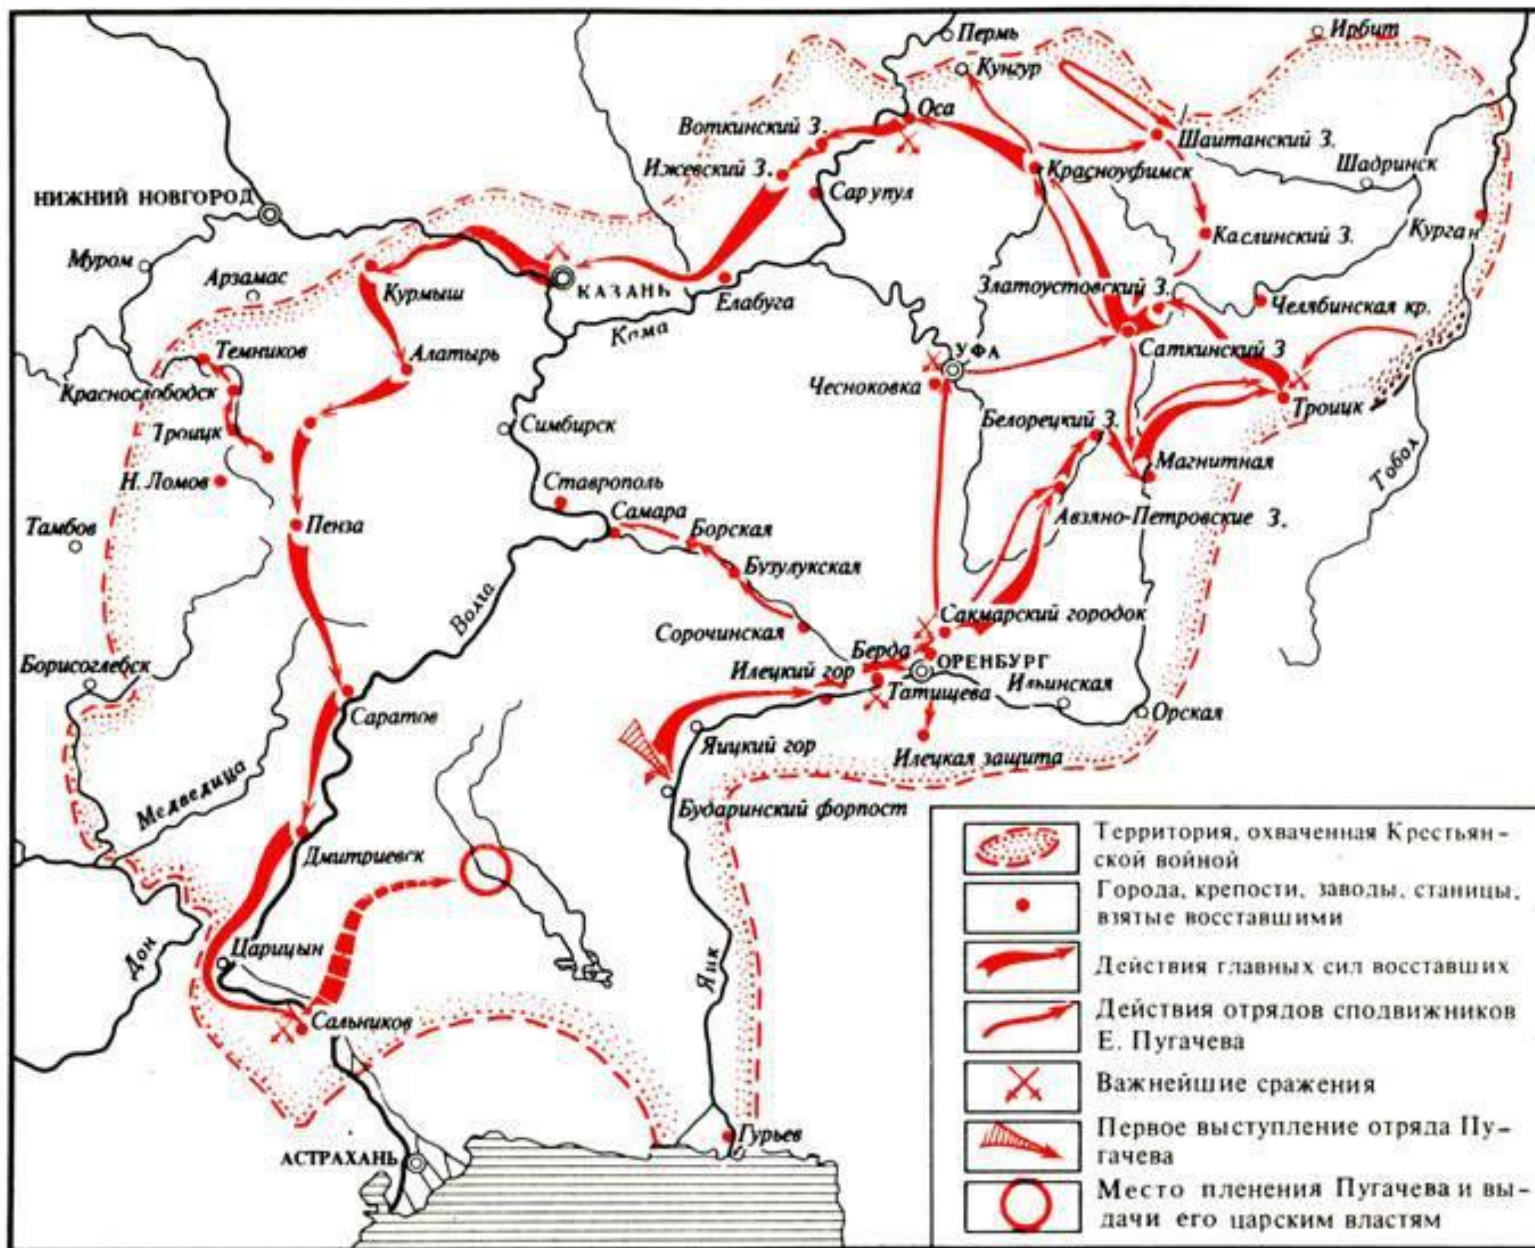 Пермь
Ирбит
Кунгур
Оса
Воткинский З.
Шаитанский З.
Ижевский З.
Красноуфимск
Шадринск
НИЖНИЙ НОВГОРОД
Сарупул
Каслинский З.
Курган
Муром
Арзамас
Курмыш
КАЗАНЬ
Елабуга
Златоустовский З.
Челябинская кр.
Кама
Темников
Алатырь
УФА
Саткинский З
Краснослободск
Чесноковка
Троицк
Троицк
Симбирск
Белорецкий З.
Магнитная
Тобол
Н. Ломов
Ставрополь
Тамбов
Пенза
Самара
Борская
Авзяно-Петровские З.
Бузулукская
Волга
Сорочинская
Сакмарский городок
Борисоглебск
Берда
ОРЕНБУРГ
Илецкий гор
Татищева
Ильинская
Орская
Саратов
Яицкий гор
Илецкая защита
Медведица
Бударинский форпост
Дмитриевск
Дон
Царицын
Яик
Сальников
Гурьев
АСТРАХАНЬ
Территория, охваченная Крестьян-
ской войной
Города, крепости, заводы, станицы,
взятые восставшими
Действия главных сил восставших
Действия отрядов сподвижников
Е. Пугачева
Важнейшие сражения
Первое выступление отряда Пу-
гачева
Место пленения Пугачева и вы-
дачи его царским властям